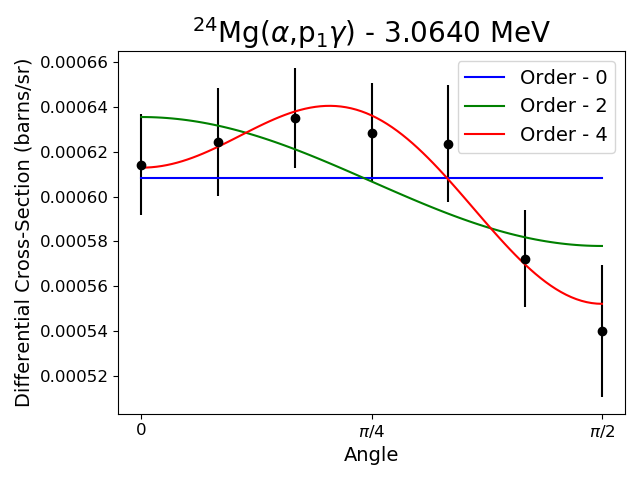 ²⁴Mg(α,p₁γ) - 3.0640 MeV
Differential Cross-Section (barns/sr)
0.00066
0.00064
0.00062
0.00060
0.00058
0.00056
0.00054
0.00052
Order - 0
Order - 2
Order - 4
0
π/4
π/2
Angle